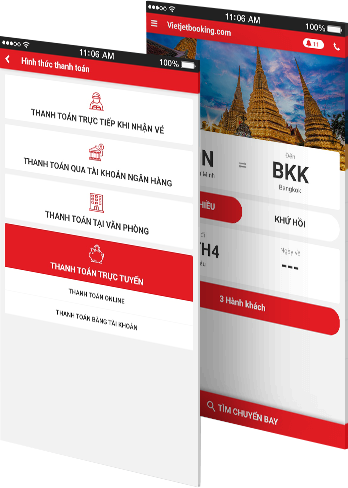 11:06 AM
100%
Hình thức thanh toán
THANH TOÁN TRỰC TIẾP KHI NHẬN VÉ
THANH TOÁN QUA TÀI KHOẢN NGÂN HÀNG
THANH TOÁN TẠI VĂN PHÒNG
THANH TOÁN TRỰC TUYẾN
THANH TOÁN ONLINE
THANH TOÁN BẰNG TÀI KHOẢN
11:06 AM
100%
Vietjetbooking.com
N
Minh
Đến
BKK
Bangkok
HIỀU
KHỨ HỒI
TH4
Ngày về
---
3 Hành khách
TÌM CHUYẾN BAY